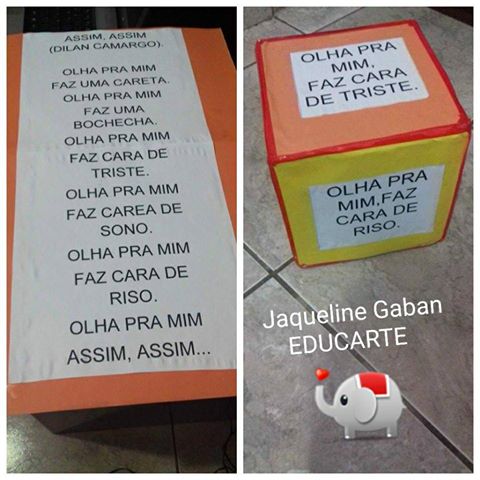 ASSIM, ASSIM
(DILAN CAMARGO).
OLHA PRA MIM
FAZ UMA CARETA.
OLHA PRA MIM
FAZ UMA
BOCHECHA.
OLHA PRA MIM
FAZ CARA DE
TRISTE.
OLHA PRA MIM
FAZ CAREA DE
SONO.
OLHA PRA MIM
FAZ CARA DE
RISO.
OLHA PRA MIM
ASSIM, ASSIM...
OLHA PRA
MIM,
FAZ CARA
DE TRISTE.
OLHA PRA
MIM,FAZ
CARA DE
RISO.
Jaqueline Gaban
EDUCARTE